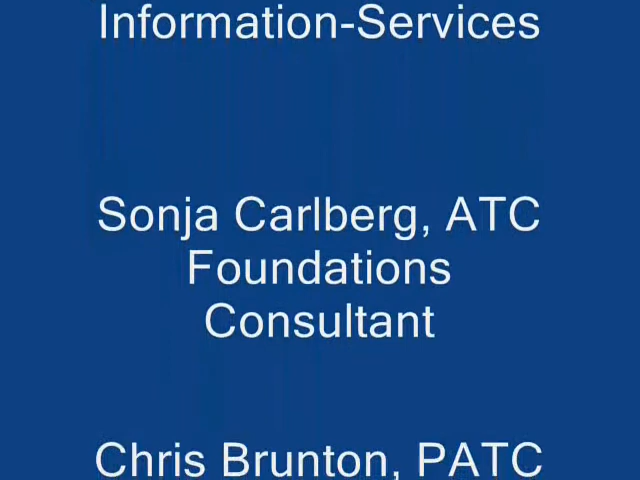 Information-Services
Sonja Carlberg, ATC
Foundations
Consultant
Chris Brunton, PATC